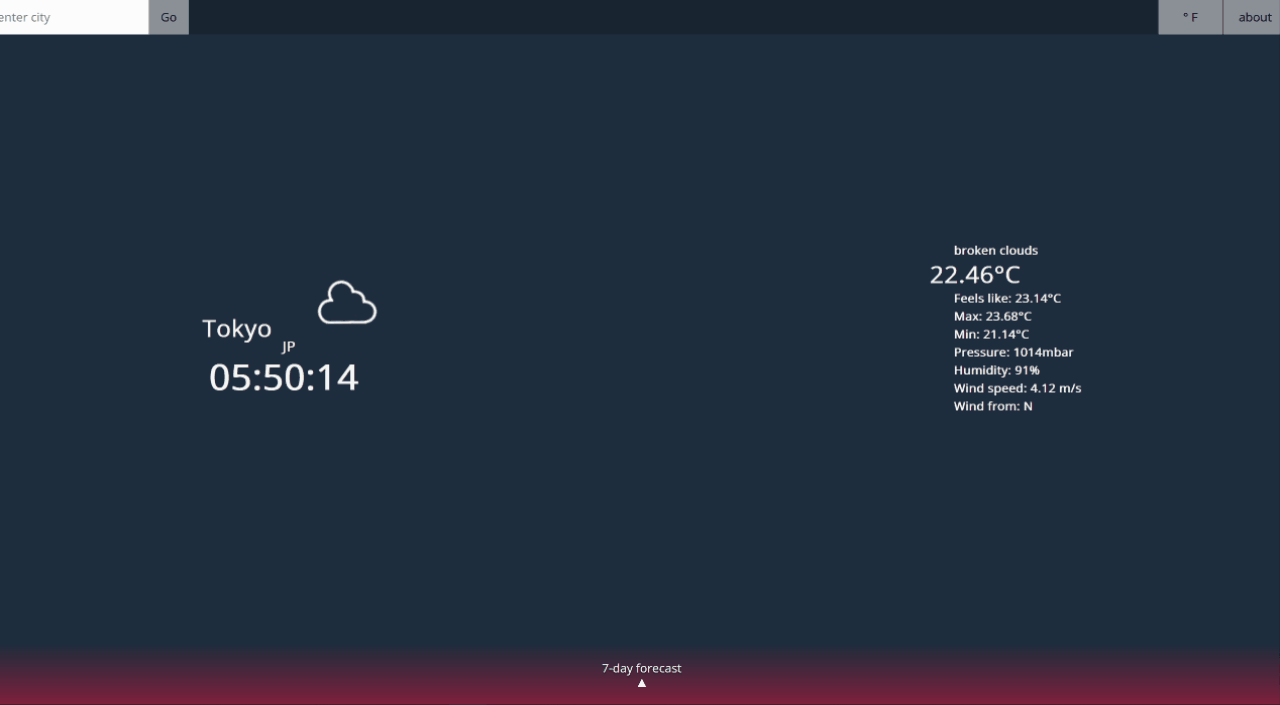 enter city
Go
° F
about
Tokyo
JP
05:50:14
broken clouds
22.46°C
Feels like: 23.14°C
Max: 23.68°C
Min: 21.14°C
Pressure: 1014mbar
Humidity: 91%
Wind speed: 4.12 m/s
Wind from: N
7-day forecast
▲